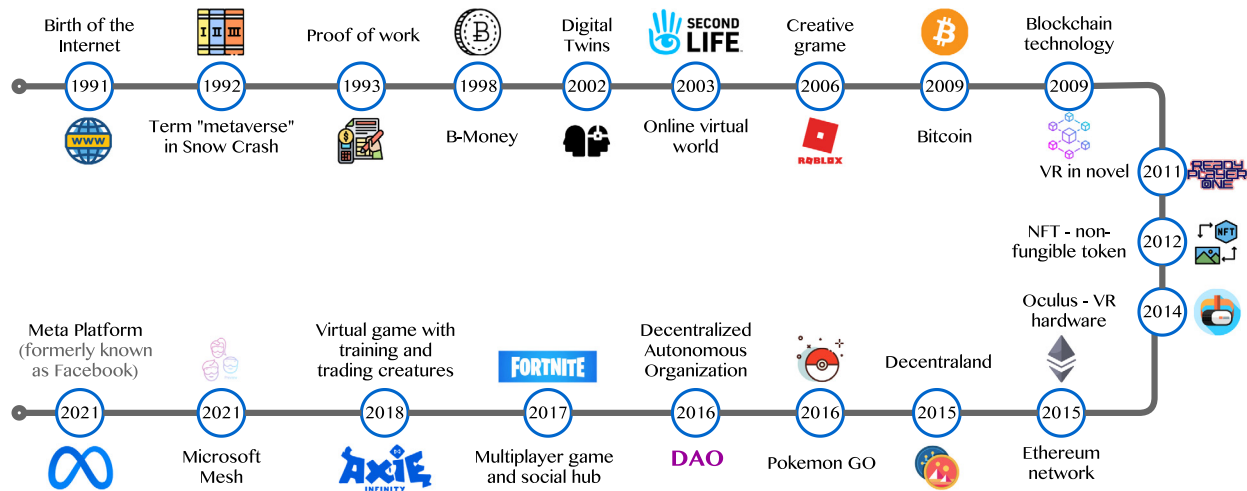 Birth of the
Internet
1991
WWW
I II III
1992
Term "metaverse"
in Snow Crash
Proof of work
1993
1998
B-Money
Digital
Twins
2002
SECOND
LIFE
2003
Online virtual
world
Creative
grame
2006
ROBLOX
2009
Bitcoin
Blockchain
technology
2009
VR in novel
2011
READY
PLAYER
ONE
NFT - non-
fungible token
2012
NFT
Oculus - VR
hardware
2014
2015
Ethereum
network
Decentraland
2015
2016
Pokemon GO
Decentralized
Autonomous
Organization
2016
DAO
FORTNITE
2017
Multiplayer game
and social hub
Virtual game with
training and
trading creatures
2018
AXIE
INFINITY
2021
Microsoft
Mesh
Meta Platform
(formerly known
as Facebook)
2021